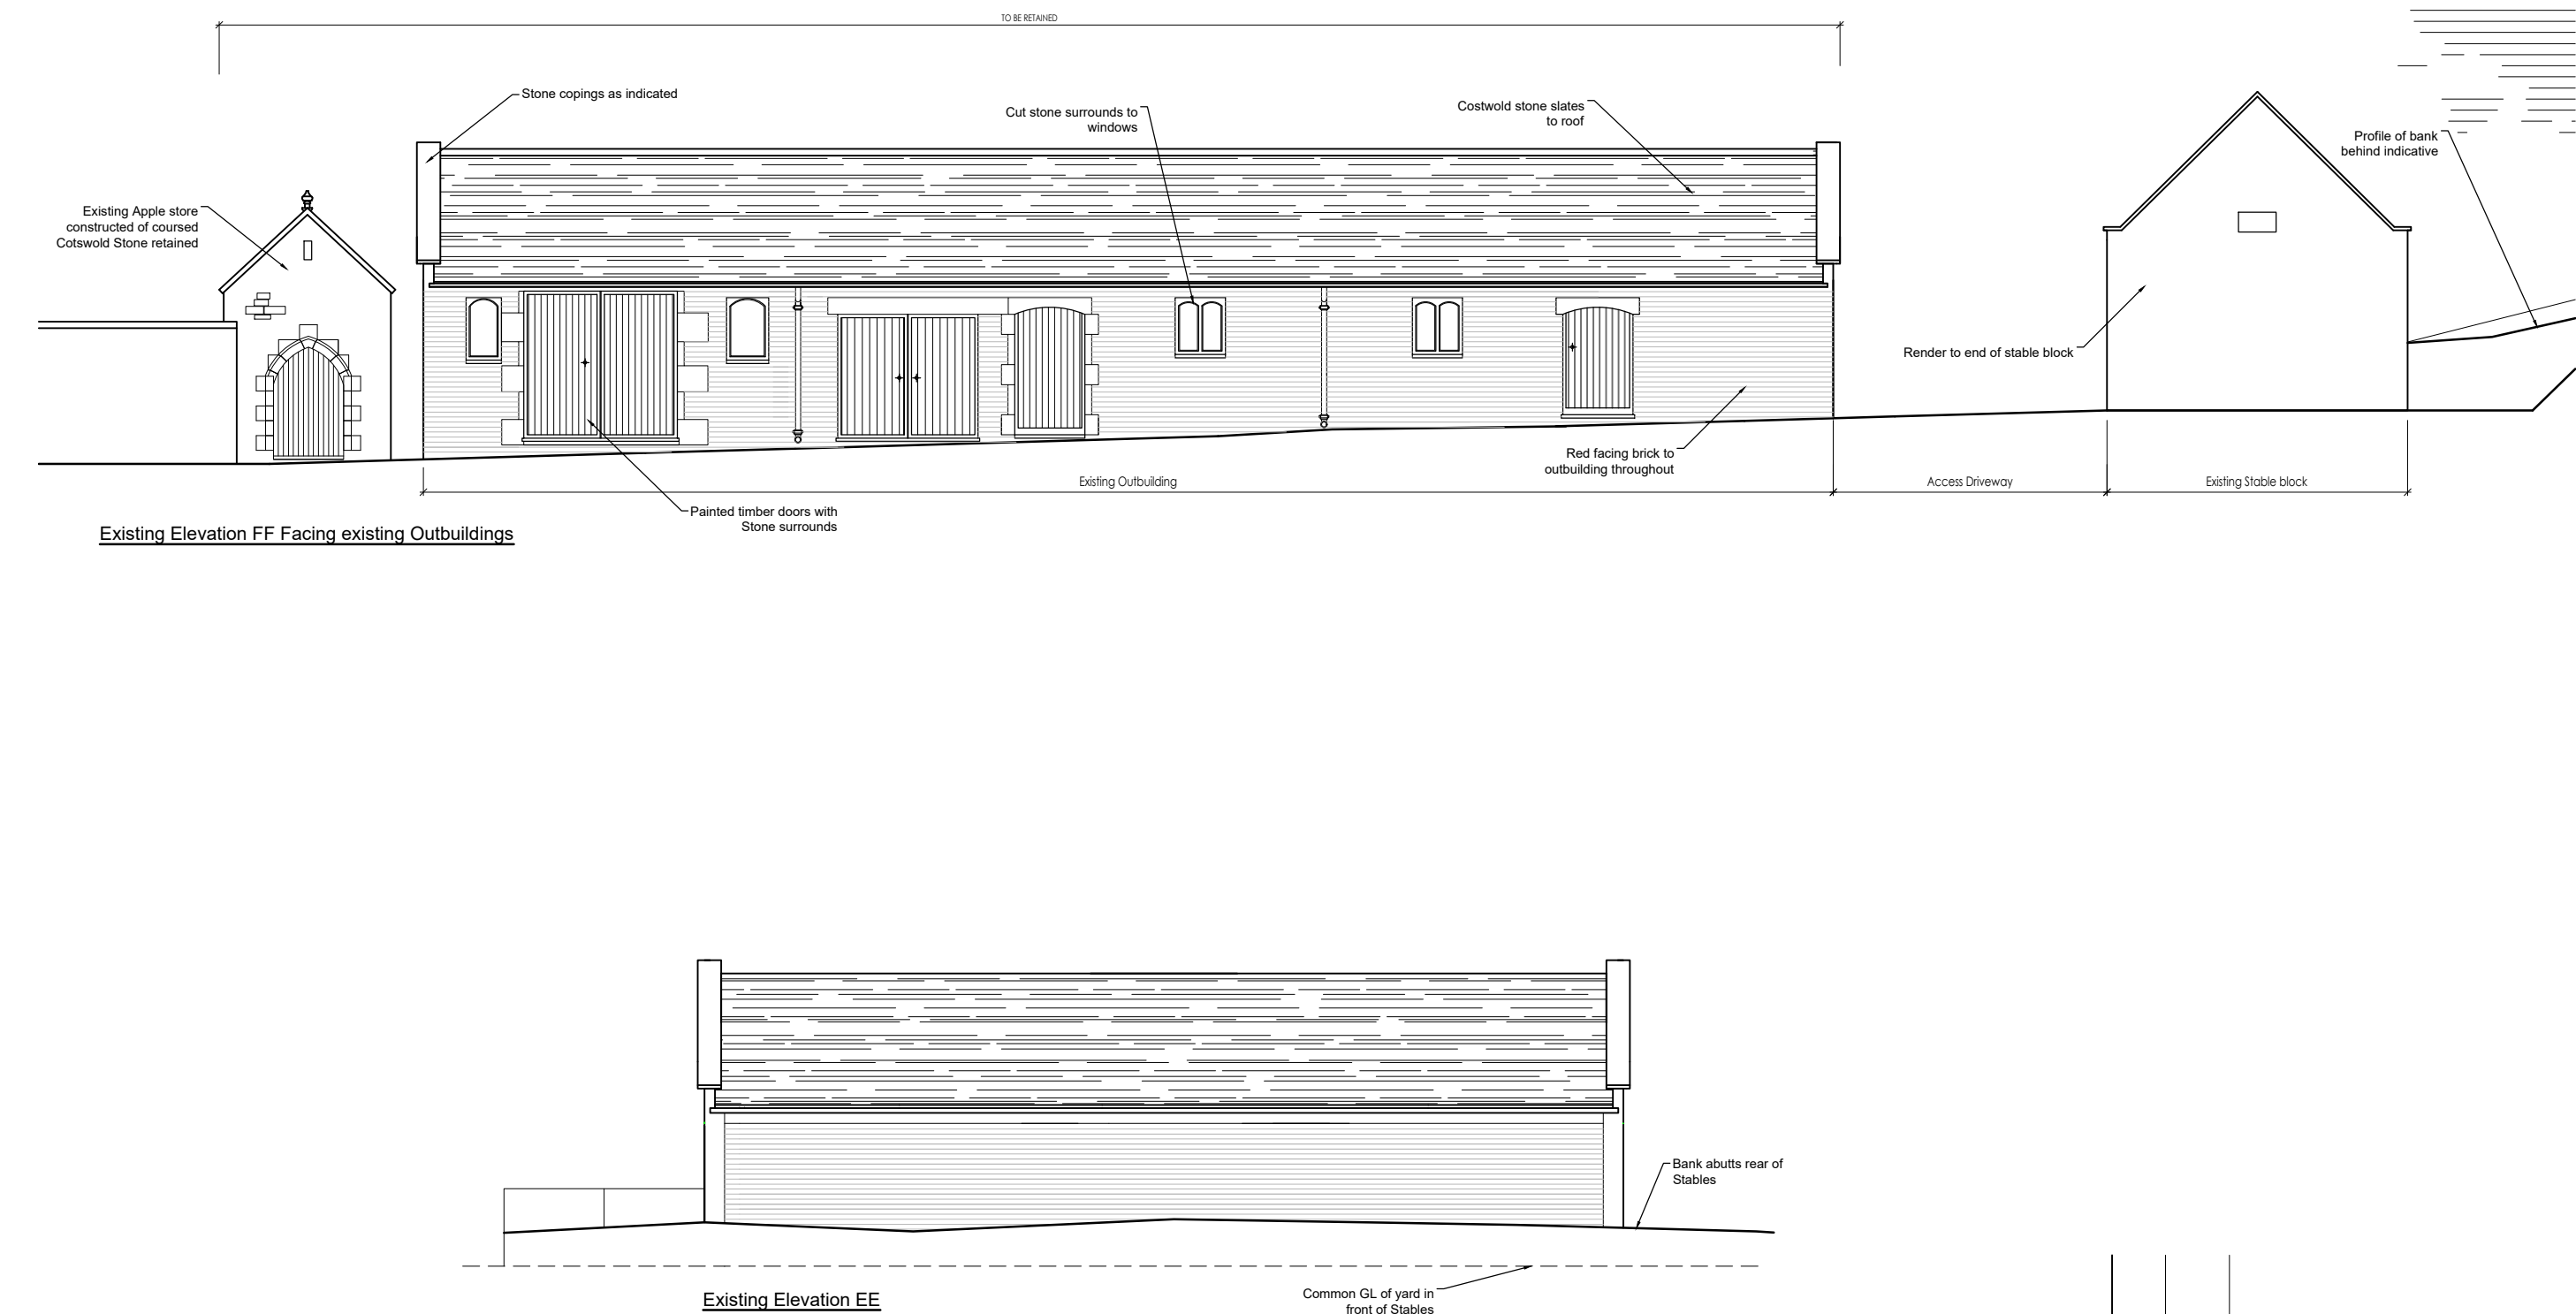 TO BE RETAINED
Stone copings as indicated
Cut stone surrounds to
windows
Costwold stone slates
to roof
Profile of bank
behind indicative
Existing Apple store
constructed of coursed
Cotswold Stone retained
Render to end of stable block
Red facing brick to
outbuilding throughout
Existing Outbuilding
Access Driveway
Existing Stable block
Painted timber doors with
Stone surrounds
Existing Elevation FF Facing existing Outbuildings
Bank abutts rear of
Stables
Common GL of yard in
front of Stables
Existing Elevation EE